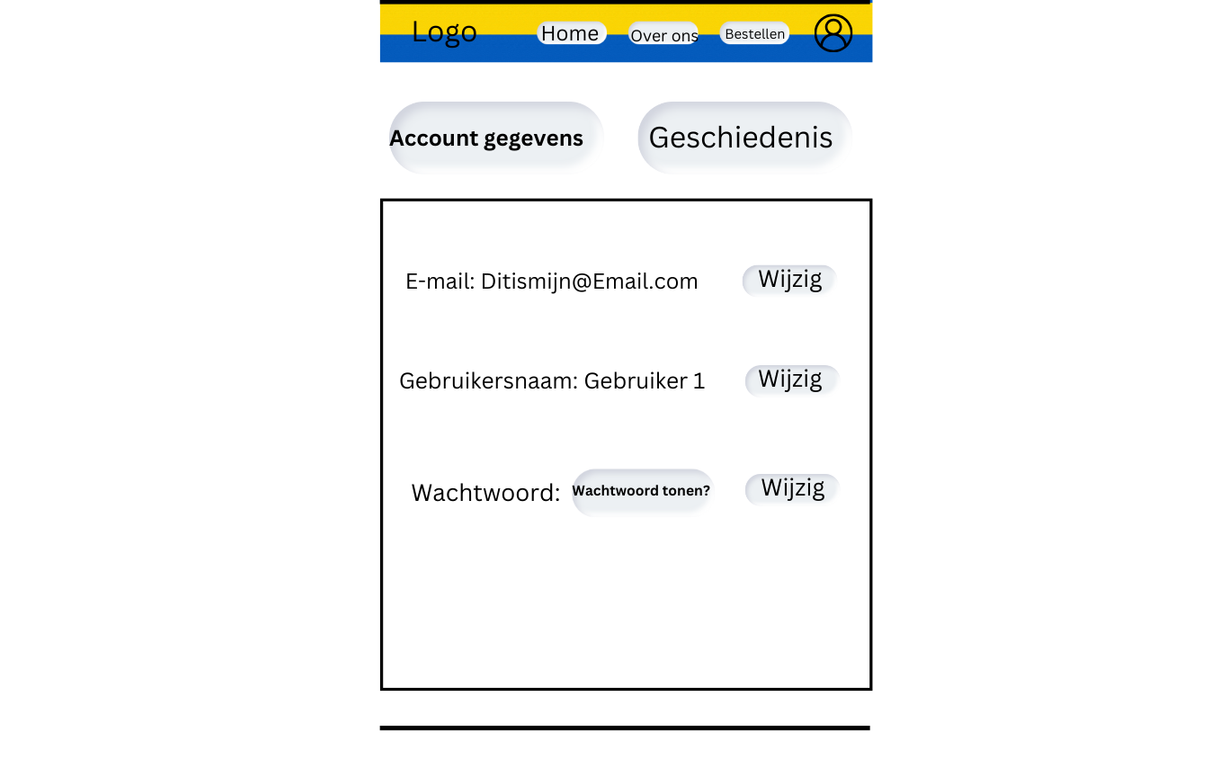 Logo
Home
Over ons
Bestellen
Account gegevens
Geschiedenis
E-mail: Ditismijn@Email.com
Wijzig
Gebruikersnaam: Gebruiker 1
Wijzig
Wachtwoord:
Wachtwoord tonen?
Wijzig